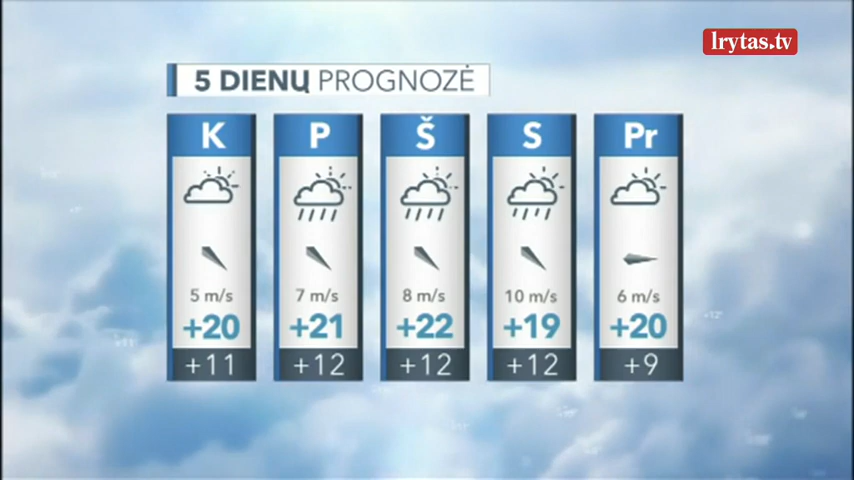 lrytas.tv
5 DIENŲ PROGNOZĖ
K P Š S Pr
5 m/s 7 m/s 8 m/s 10 m/s 6 m/s
+20 +21 +22 +19 +20
+11 +12 +12 +12 +9